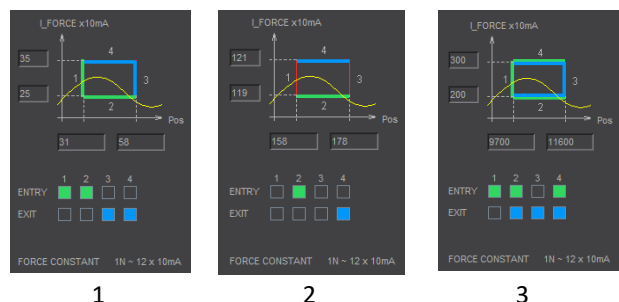 I_FORCE x10mA
35
4
1
3
25
2
Pos
31 58
1 2 3 4
ENTRY
EXIT
FORCE CONSTANT 1N ~ 12 x 10mA
1
I_FORCE x10mA
121
4
1
3
119
2
Pos
158 178
1 2 3 4
ENTRY
EXIT
FORCE CONSTANT 1N ~ 12 x 10mA
2
I_FORCE x10mA
300
4
1
3
200
2
Pos
9700 11600
1 2 3 4
ENTRY
EXIT
FORCE CONSTANT 1N ~ 12 x 10mA
3